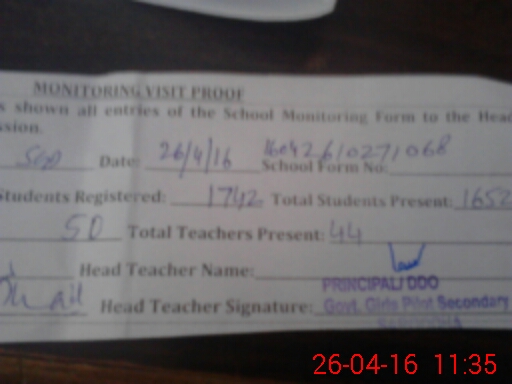 MONITORING VISIT PROOF
s shown all entries of the School Monitoring Form to the Head
ssion.
Date: 26/4/16 School Form No:
Students Registered: 1742 Total Students Present: 1652
50 Total Teachers Present: 44
Head Teacher Name:
PRINCIPAL/DDO
Head Teacher Signature: Govt. Girls Pilot Secondary
26-04-16 11:35